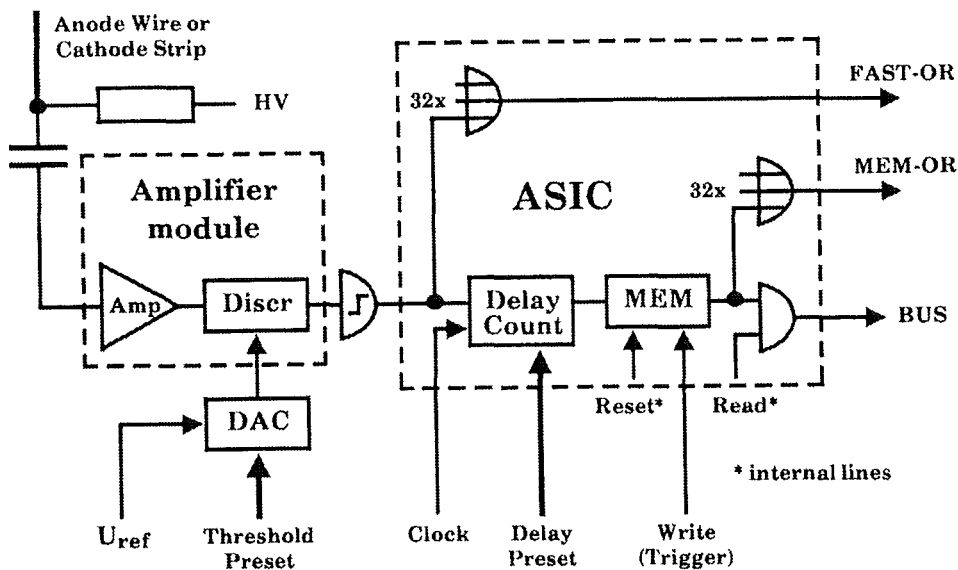 Anode Wire or
Cathode Strip
HV
Amplifier
module
Amp
Discr
DAC
Uref
Threshold
Preset
32x
FAST-OR
ASIC
32x
MEM-OR
Delay
Count
MEM
BUS
Reset*
Read*
* internal lines
Clock
Delay
Preset
Write
(Trigger)